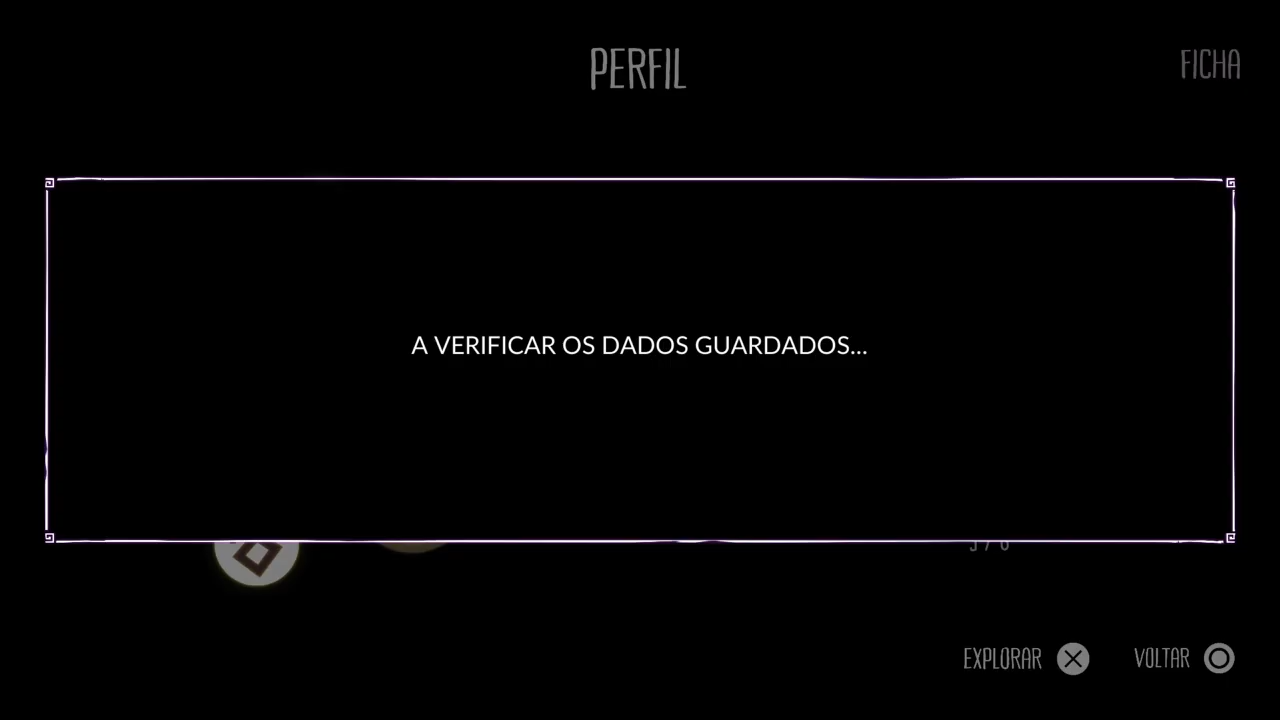 PERFIL
FICHA
A VERIFICAR OS DADOS GUARDADOS...
EXPLORAR
VOLTAR